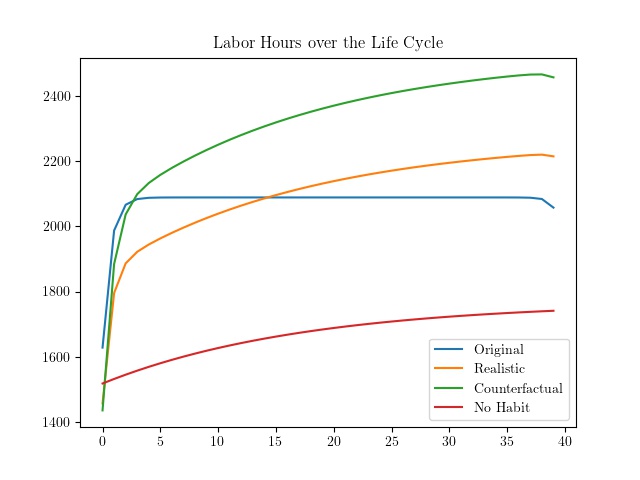 Labor Hours over the Life Cycle
2400
2200
2000
1800
1600
1400
Original
Realistic
Counterfactual
No Habit
0 5 10 15 20 25 30 35 40